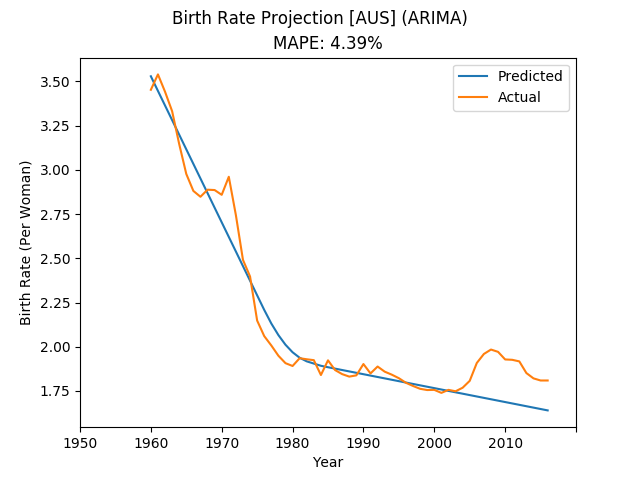 Birth Rate Projection [AUS] (ARIMA)
MAPE: 4.39%
Predicted
Actual
Birth Rate (Per Woman)
3.50
3.25
3.00
2.75
2.50
2.25
2.00
1.75
1950 1960 1970 1980 1990 2000 2010
Year